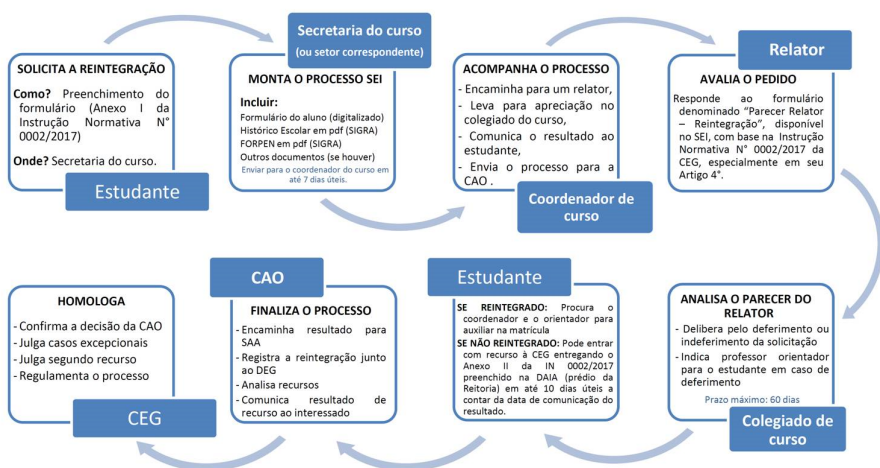 SOLICITA A REINTEGRAÇÃO
Como? Preenchimento do
formulário (Anexo I da
Instrução Normativa N°
0002/2017)
Onde? Secretaria do curso.
Estudante
Secretaria do curso
(ou setor correspondente)
MONTA O PROCESSO SEI
Incluir:
Formulário do aluno (digitalizado)
Histórico Escolar em pdf (SIGRA)
FORPEN em pdf (SIGRA)
Outros documentos (se houver)
Enviar para o coordenador do curso em
até 7 dias úteis.
ACOMPANHA O PROCESSO
- Encaminha para um relator,
- Leva para apreciação no
colegiado do curso,
- Comunica o resultado ao
estudante,
- Envia o processo para a
CAO .
Coordenador de
curso
Relator
AVALIA O PEDIDO
Responde ao formulário
denominado “Parecer Relator
– Reintegração”, disponível
no SEI, com base na Instrução
Normativa N° 0002/2017 da
CEG, especialmente em seu
Artigo 4°.
ANALISA O PARECER DO
RELATOR
- Delibera pelo deferimento ou
indeferimento da solicitação
- Indica professor orientador
para o estudante em caso de
deferimento
Prazo máximo: 60 dias
Colegiado de
curso
Estudante
SE REINTEGRADO: Procura o
coordenador e o orientador para
auxiliar na matrícula
SE NÃO REINTEGRADO: Pode entrar
com recurso à CEG entregando o
Anexo II da IN 0002/2017
preenchido na DAIA (prédio da
Reitoria) em até 10 dias úteis a
contar da data de comunicação do
resultado.
CAO
FINALIZA O PROCESSO
- Encaminha resultado para
SAA
- Registra a reintegração junto
ao DEG
- Analisa recursos
- Comunica resultado de
recurso ao interessado
HOMOLOGA
- Confirma a decisão da CAO
- Julga casos excepcionais
- Julga segundo recurso
- Regulamenta o processo
CEG